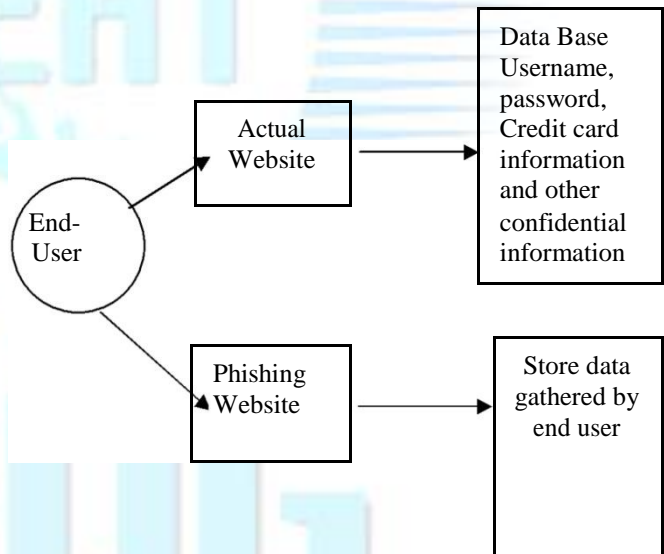 Data Base
Username,
password,
Credit card
information
and other
confidential
information
Actual
Website
End-
User
Phishing
Website
Store data
gathered by
end user